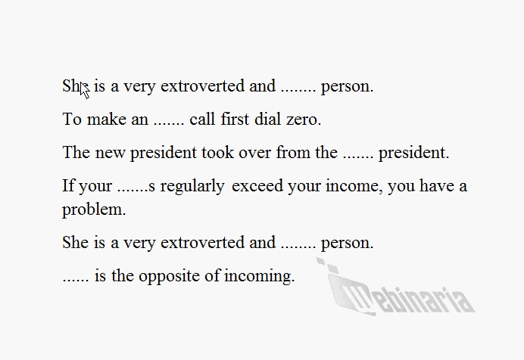 She is a very extroverted and ........ person.
To make an ....... call first dial zero.
The new president took over from the ....... president.
If your .......s regularly exceed your income, you have a
problem.
She is a very extroverted and ........ person.
...... is the opposite of incoming.
Webinaria